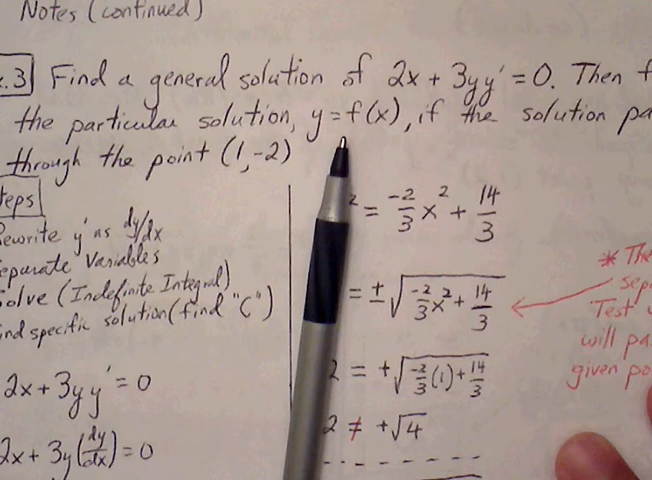 Notes (continued)
.3 Find a general solution of 2x + 3yy' = 0. Then f
the particular solution, y = f(x), if the solution pa
through the point (1, -2)
teps
ewrite y' as dy/dx
eparate Variables
olve (Indefinite Integral)
ind specific solution (find "C")
2x + 3yy' = 0
2x + 3y(dy/dx) = 0
² = -2/3 x² + 14/3
= ±√(-2/3 x² + 14/3)
2 = +√(-2/3 (1) + 14/3)
2 ≠ +√4
* The
sep
Test
will pa
given po